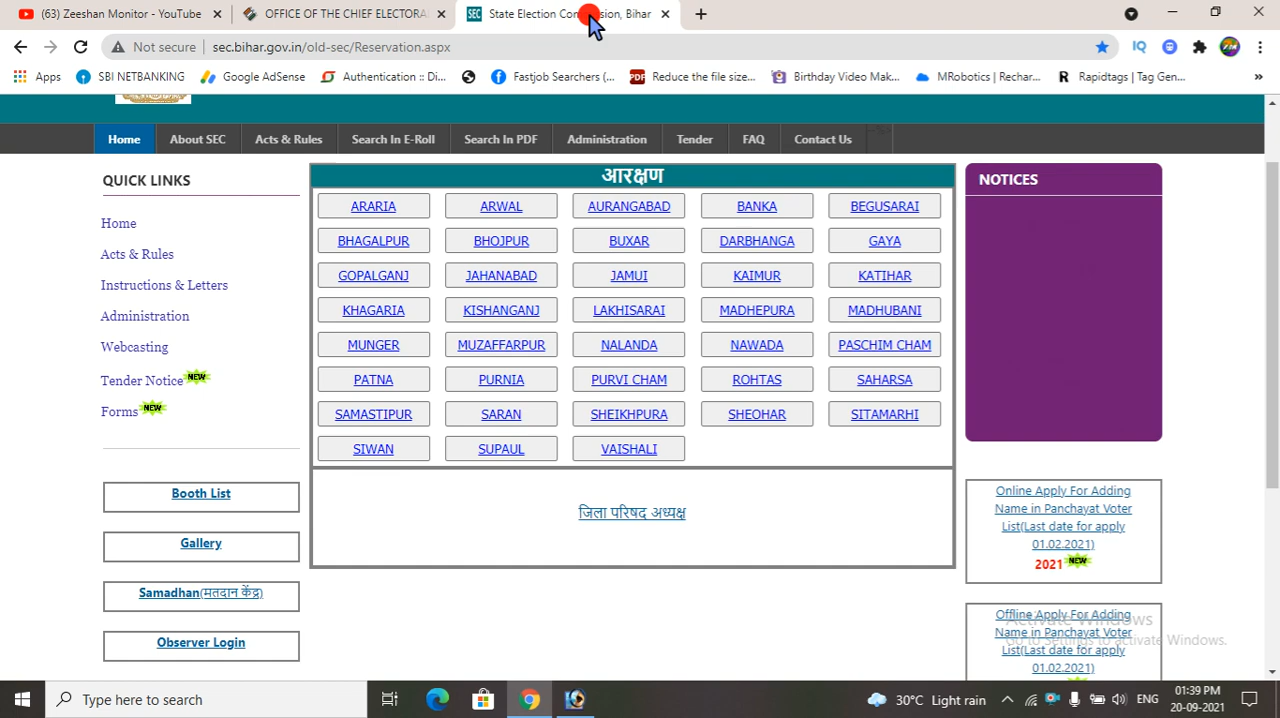 (63) Zeeshan Monitor - YouTube
OFFICE OF THE CHIEF ELECTORA
SEC State Election Commission, Bihar
Not secure sec.bihar.gov.in/old-sec/Reservation.aspx
Apps
SBI NETBANKING
Google AdSense
Authentication :: Di...
Fastjob Searchers (...
PDF Reduce the file size...
Birthday Video Mak...
MRobotics | Rechar...
R Rapidtags | Tag Gen...
»
Home About SEC Acts & Rules Search In E-Roll Search In PDF Administration Tender FAQ Contact Us
QUICK LINKS
Home
Acts & Rules
Instructions & Letters
Administration
Webcasting
Tender Notice NEW
Forms NEW
Booth List
Gallery
Samadhan(मतदान केंद्र)
Observer Login
आरक्षण
ARARIA ARWAL AURANGABAD BANKA BEGUSARAI
BHAGALPUR BHOJPUR BUXAR DARBHANGA GAYA
GOPALGANJ JAHANABAD JAMUI KAIMUR KATIHAR
KHAGARIA KISHANGANJ LAKHISARAI MADHEPURA MADHUBANI
MUNGER MUZAFFARPUR NALANDA NAWADA PASCHIM CHAM
PATNA PURNIA PURVI CHAM ROHTAS SAHARSA
SAMASTIPUR SARAN SHEIKHPURA SHEOHAR SITAMARHI
SIWAN SUPAUL VAISHALI
जिला परिषद अध्यक्ष
NOTICES
Online Apply For Adding
Name in Panchayat Voter
List(Last date for apply
01.02.2021)
2021 NEW
Offline Apply For Adding
Name in Panchayat Voter
List(Last date for apply
01.02.2021)
Activate Windows
Go to Settings to activate Windows.
Type here to search
30°C Light rain
ENG
01:39 PM
20-09-2021